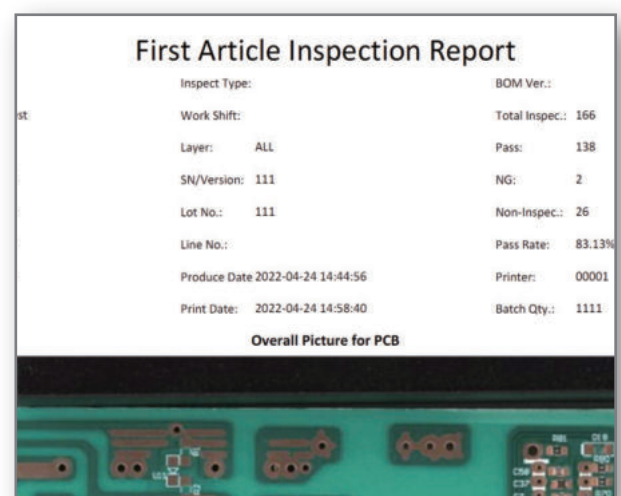 First Article Inspection Report
Inspect Type: BOM Ver.:
st Work Shift: Total Inspec.: 166
Layer: ALL Pass: 138
SN/Version: 111 NG: 2
Lot No.: 111 Non-Inspec.: 26
Line No.: Pass Rate: 83.13%
Produce Date 2022-04-24 14:44:56 Printer: 00001
Print Date: 2022-04-24 14:58:40 Batch Qty.: 1111
Overall Picture for PCB
R81
C58
C37